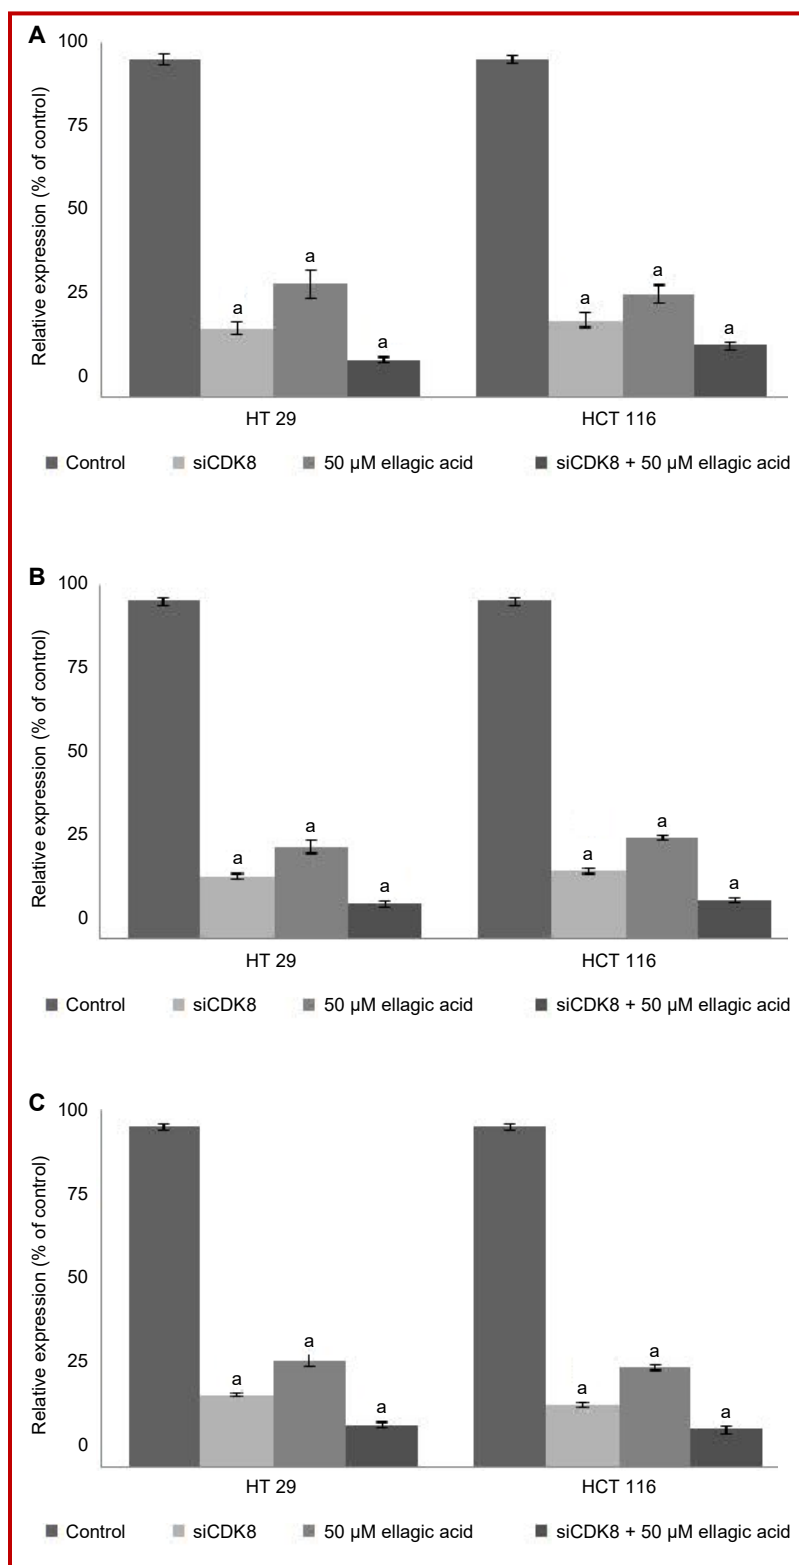 A
100
75
50
25
0
Relative expression (% of control)
a
a
a
a
a
a
HT 29
HCT 116
Control
siCDK8
50 µM ellagic acid
siCDK8 + 50 µM ellagic acid
B
100
75
50
25
0
Relative expression (% of control)
a
a
a
a
a
a
HT 29
HCT 116
Control
siCDK8
50 µM ellagic acid
siCDK8 + 50 µM ellagic acid
C
100
75
50
25
0
Relative expression (% of control)
a
a
a
a
a
a
HT 29
HCT 116
Control
siCDK8
50 µM ellagic acid
siCDK8 + 50 µM ellagic acid